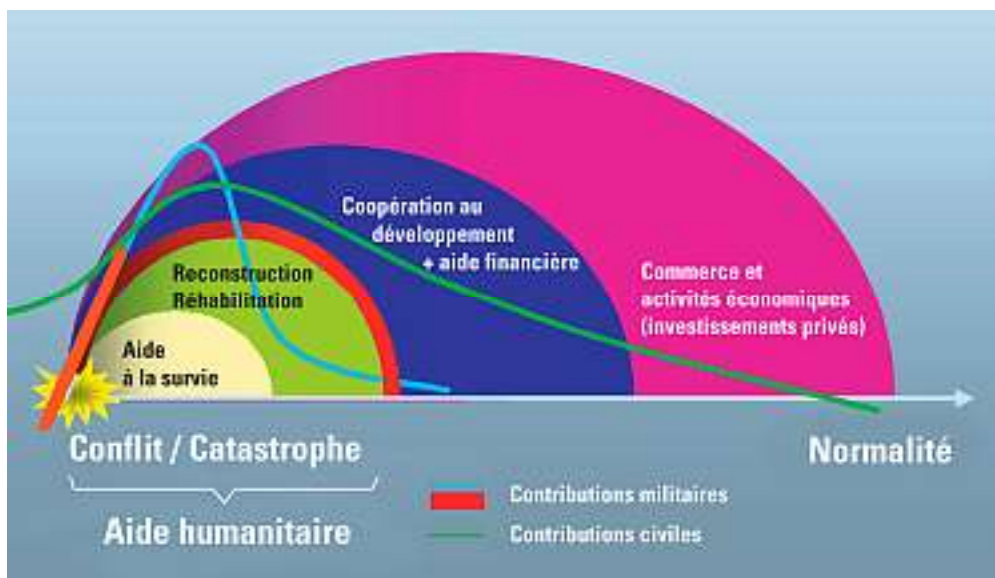 Coopération au
développement
+ aide financière
Reconstruction
Réhabilitation
Commerce et
activités économiques
(investissements privés)
Aide
à la survie
Conflit / Catastrophe
Normalité
Aide humanitaire
Contributions militaires
Contributions civiles